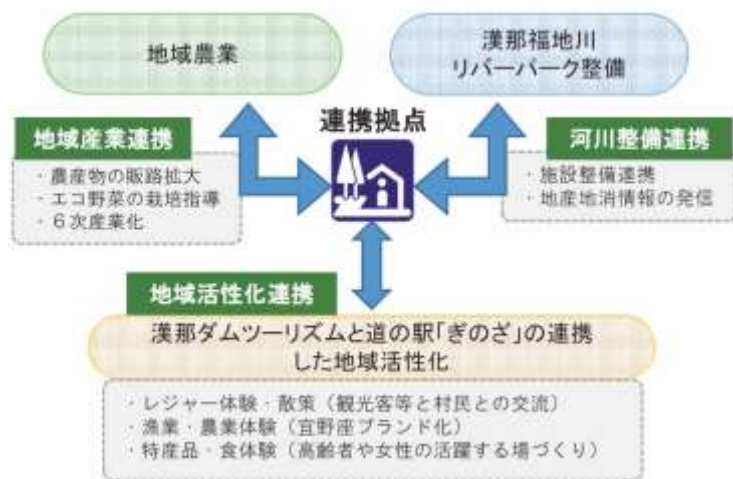 地域農業
漢那福地川
リバーパーク整備
連携拠点
地域産業連携
・農産物の販路拡大
・エコ野菜の栽培指導
・６次産業化
河川整備連携
・施設整備連携
・地産地消情報の発信
地域活性化連携
漢那ダムツーリズムと道の駅「ぎのざ」の連携
した地域活性化
・レジャー体験・散策（観光客等と村民との交流）
・漁業・農業体験（宜野座ブランド化）
・特産品・食体験（高齢者や女性の活躍する場づくり）